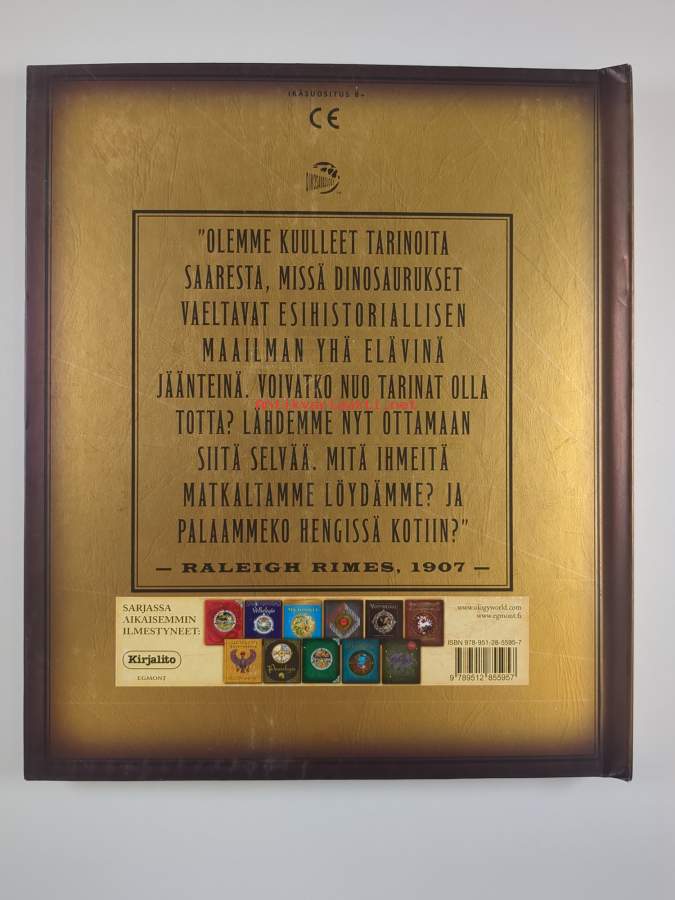 IKÄSUOSITUS 8+
CE
"OLEMME KUULLEET TARINOITA
SAARESTA, MISSÄ DINOSAURUKSET
VAELTAVAT ESIHISTORIALLISEN
MAAILMAN YHÄ ELÄVINÄ
JÄÄNTEINÄ. VOIVATKO NUO TARINAT OLLA
Antikvariaatti.net
TOTTA? LÄHDEMME NYT OTTAMAAN
SIITÄ SELVÄÄ. MITÄ IHMEITÄ
MATKALTAMME LÖYDÄMME? JA
PALAAMMEKO HENGISSÄ KOTIIN?"
— RALEIGH RIMES, 1907 —
SARJASSA
AIKAISEMMIN
ILMESTYNEET:
Kirjalito
EGMONT
www.ologyworld.com
www.egmont.fi
ISBN 978-951-28-5595-7
9 789512 855957